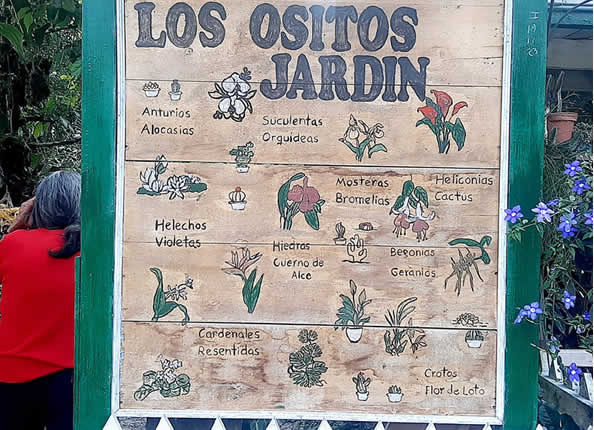 LOS OSITOS
JARDIN
Anturios
Alocasias
Suculentas
Orguideas
Mosteras
Bromelias
Heliconias
Cactus
Helechos
Violetas
Hiedras
Cuerno de
Alce
Begonias
Geranios
Cardenales
Resentidas
Crotos
Flor de Loto